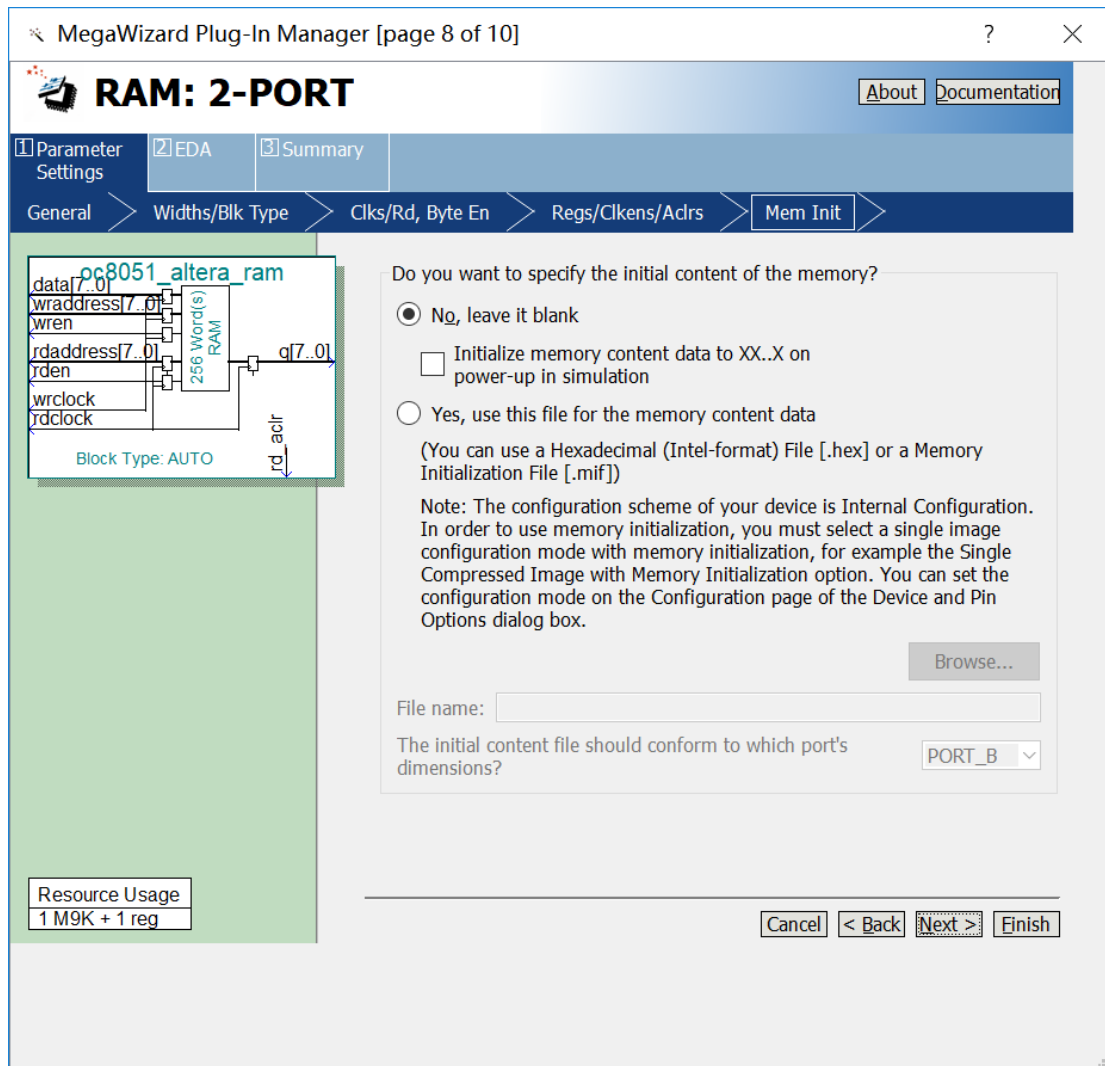 MegaWizard Plug-In Manager [page 8 of 10]
?
RAM: 2-PORT
About
Documentation
1 Parameter Settings
2 EDA
3 Summary
General
Widths/Blk Type
Clks/Rd, Byte En
Regs/Clkens/Aclrs
Mem Init
oc8051_altera_ram
data[7..0]
wraddress[7..0]
wren
rdaddress[7..0]
rden
wrclock
rdclock
256 Word(s)
RAM
q[7..0]
rd_aclr
Block Type: AUTO
Do you want to specify the initial content of the memory?
No, leave it blank
Initialize memory content data to XX..X on
power-up in simulation
Yes, use this file for the memory content data
(You can use a Hexadecimal (Intel-format) File [.hex] or a Memory
Initialization File [.mif])
Note: The configuration scheme of your device is Internal Configuration.
In order to use memory initialization, you must select a single image
configuration mode with memory initialization, for example the Single
Compressed Image with Memory Initialization option. You can set the
configuration mode on the Configuration page of the Device and Pin
Options dialog box.
Browse...
File name:
The initial content file should conform to which port's
dimensions?
PORT_B
Resource Usage
1 M9K + 1 reg
Cancel
< Back
Next >
Finish